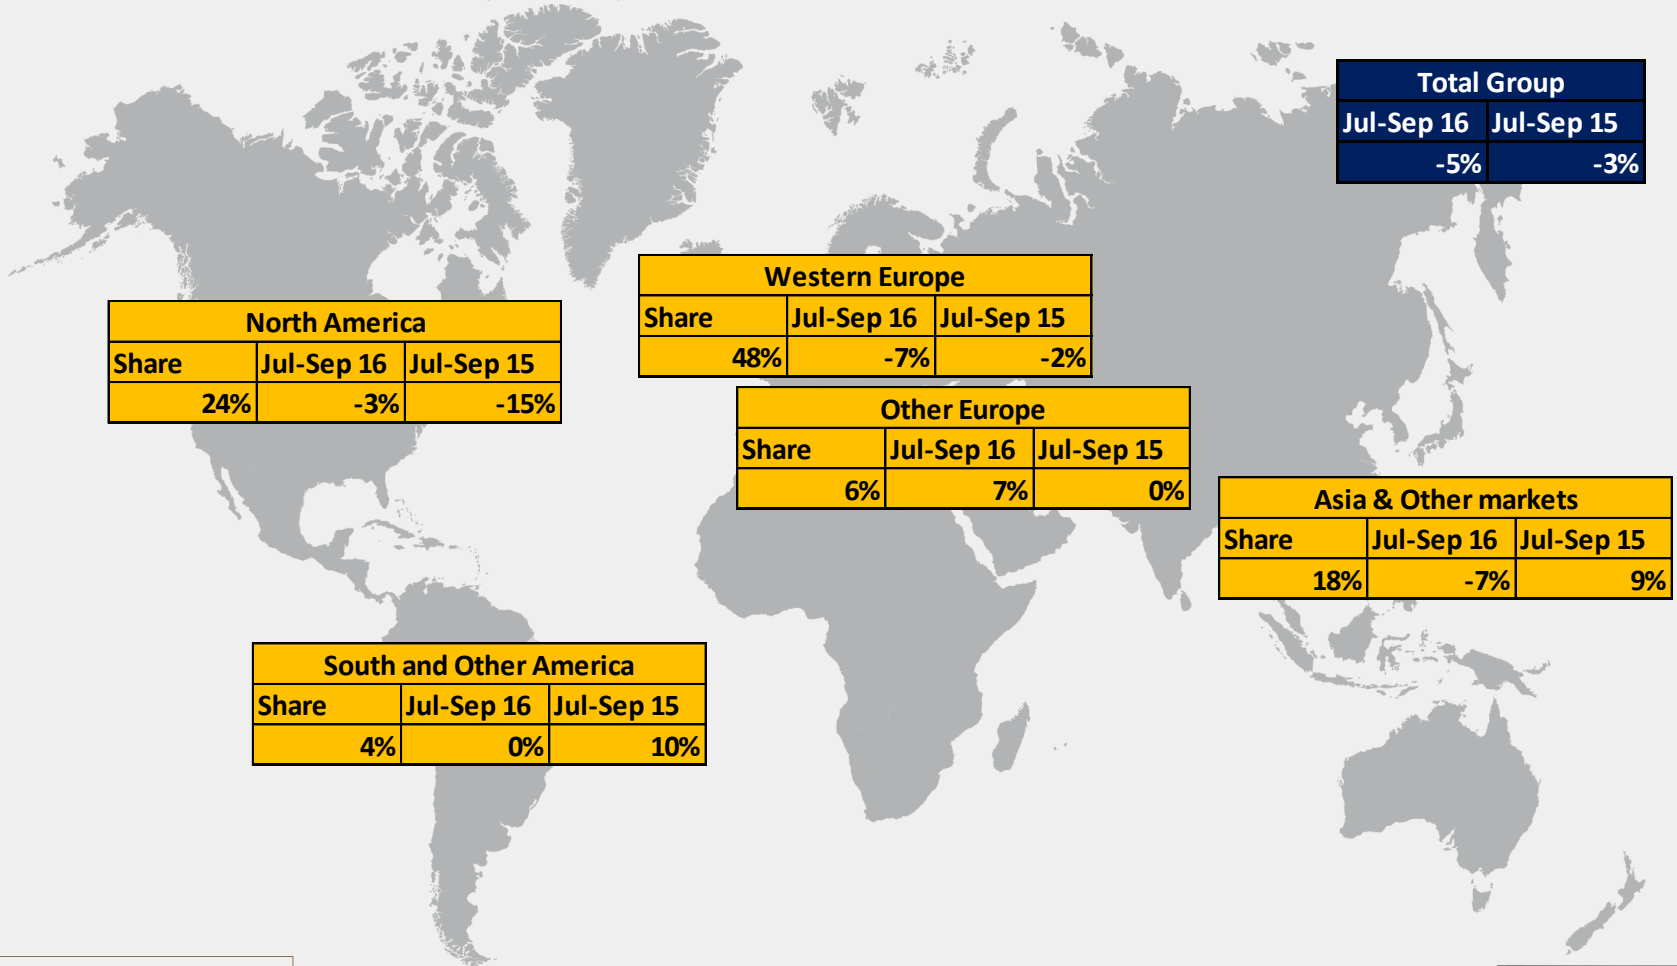 Total Group
Jul-Sep 16 Jul-Sep 15
-5% -3%
Western Europe
Share Jul-Sep 16 Jul-Sep 15
48% -7% -2%
North America
Share Jul-Sep 16 Jul-Sep 15
24% -3% -15%
Other Europe
Share Jul-Sep 16 Jul-Sep 15
6% 7% 0%
Asia & Other markets
Share Jul-Sep 16 Jul-Sep 15
18% -7% 9%
South and Other America
Share Jul-Sep 16 Jul-Sep 15
4% 0% 10%